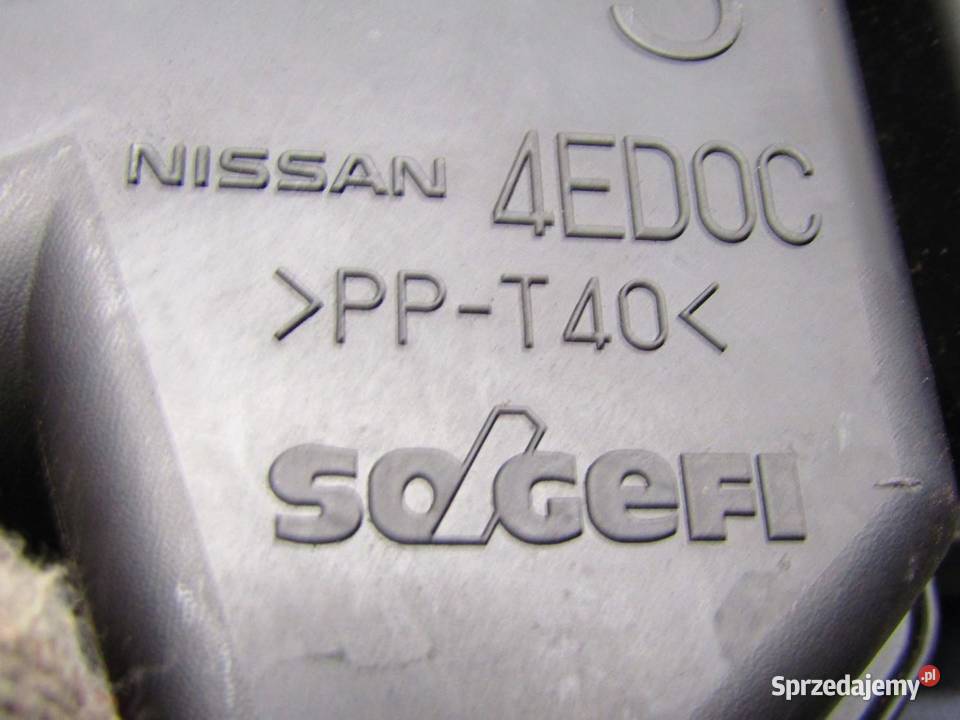 NISSAN 4ED0C
>PP-T40<
SOGEFI
Sprzedajemy.pl